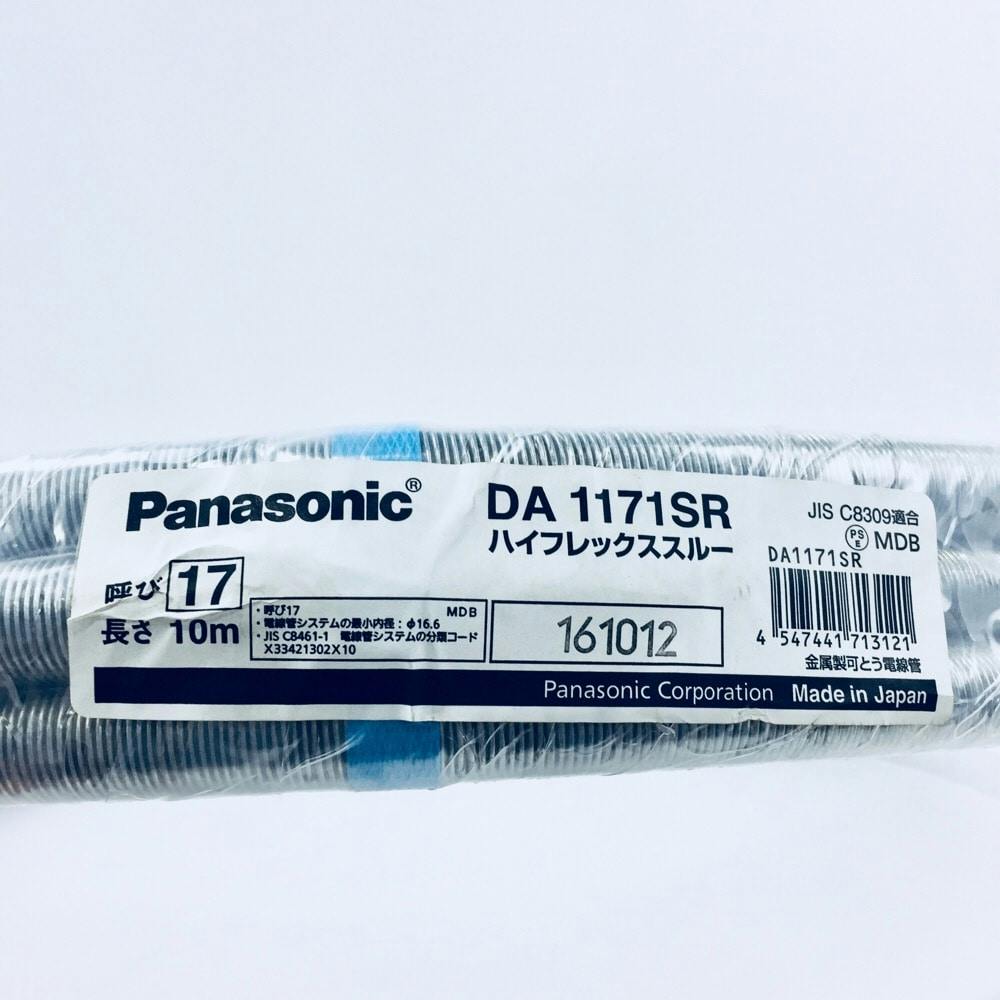 Panasonic®
DA 1171SR
ハイフレックススルー
JIS C8309適合
PS E MDB
DA1171SR
呼び 17
長さ 10m
・呼び17 MDB
・電線管システムの最小内径：φ16.6
・JIS C8461-1 電線管システムの分類コード
X33421302X10
161012
4 547441 713121
金属製可とう電線管
Panasonic Corporation Made in Japan